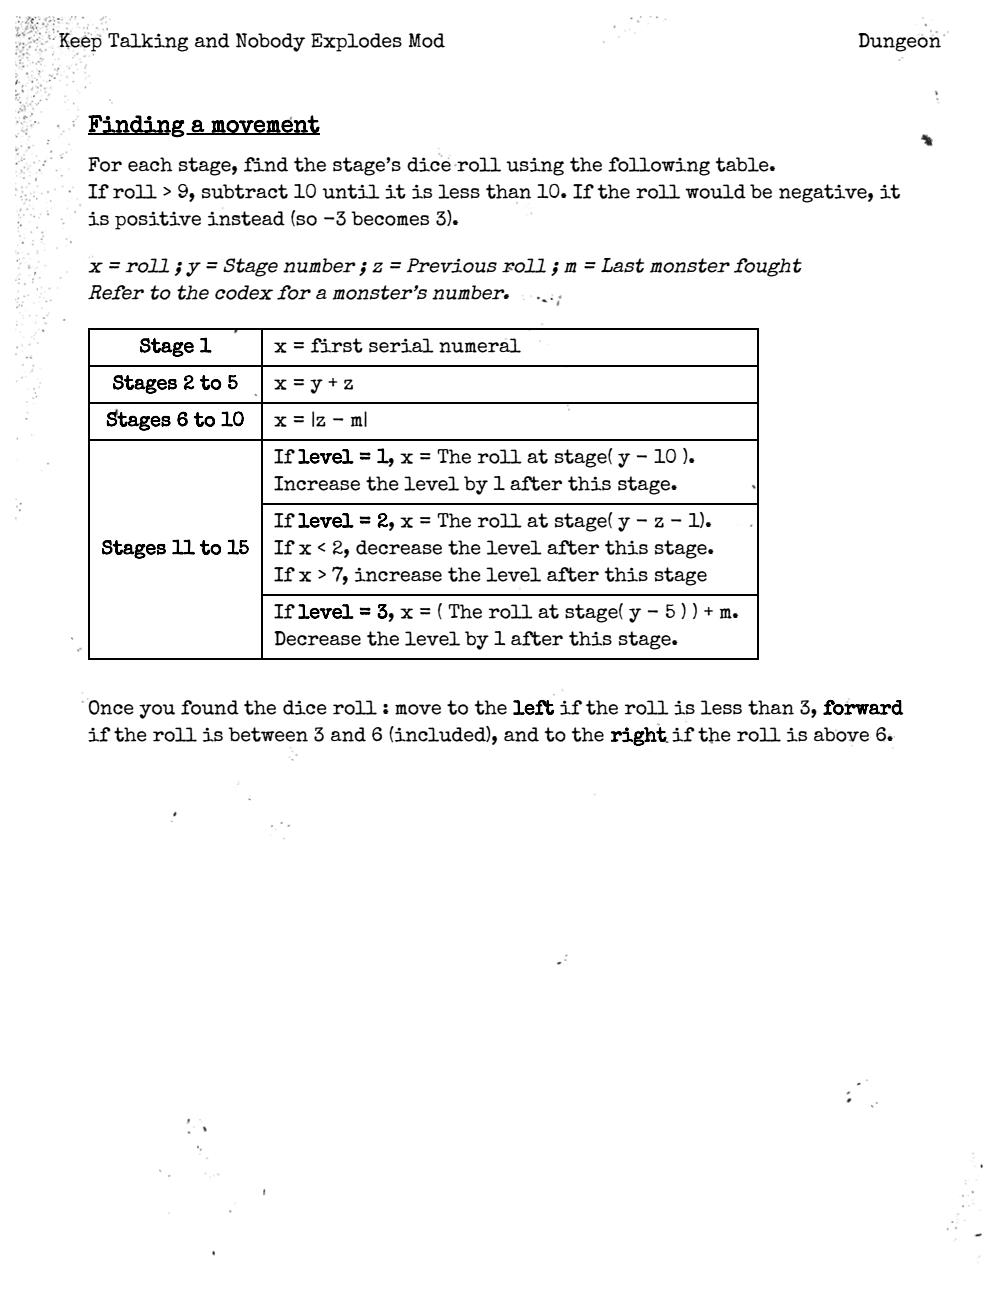 Keep Talking and Nobody Explodes Mod
Dungeon
Finding a movement
For each stage, find the stage's dice roll using the following table.
If roll > 9, subtract 10 until it is less than 10. If the roll would be negative, it
is positive instead (so -3 becomes 3).
x = roll ; y = Stage number ; z = Previous roll ; m = Last monster fought
Refer to the codex for a monster's number.
Stage 1
x = first serial numeral
Stages 2 to 5
x = y + z
Stages 6 to 10
x = |z - m|
Stages 11 to 15
If level = 1, x = The roll at stage( y - 10 ).
Increase the level by 1 after this stage.
If level = 2, x = The roll at stage( y - z - 1).
If x < 2, decrease the level after this stage.
If x > 7, increase the level after this stage
If level = 3, x = ( The roll at stage( y - 5 ) ) + m.
Decrease the level by 1 after this stage.
Once you found the dice roll : move to the left if the roll is less than 3, forward
if the roll is between 3 and 6 (included), and to the right if the roll is above 6.